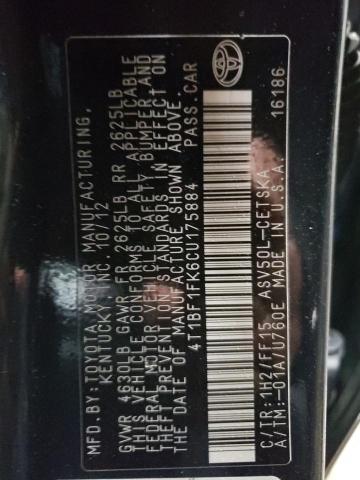 MFD.BY:TOYOTA MOTOR MANUFACTURING,
KENTUCKY, INC. 10/12
GVWR 4630LB GAWR FR 2625LB RR 2625LB
THIS VEHICLE CONFORMS TO ALL APPLICABLE
FEDERAL MOTOR VEHICLE SAFETY BUMPER,AND
THEFT PREVENTION STANDARDS IN EFFECT ON
DATE OF MANUFACTURE SHOWN ABOVE.
4T1BF1FK6CU175884 PASS.CAR
C/TR:1H2/FF15 ASV50L-CETSKA
A/TM:-01A/U760E MADE IN U.S.A. 16186